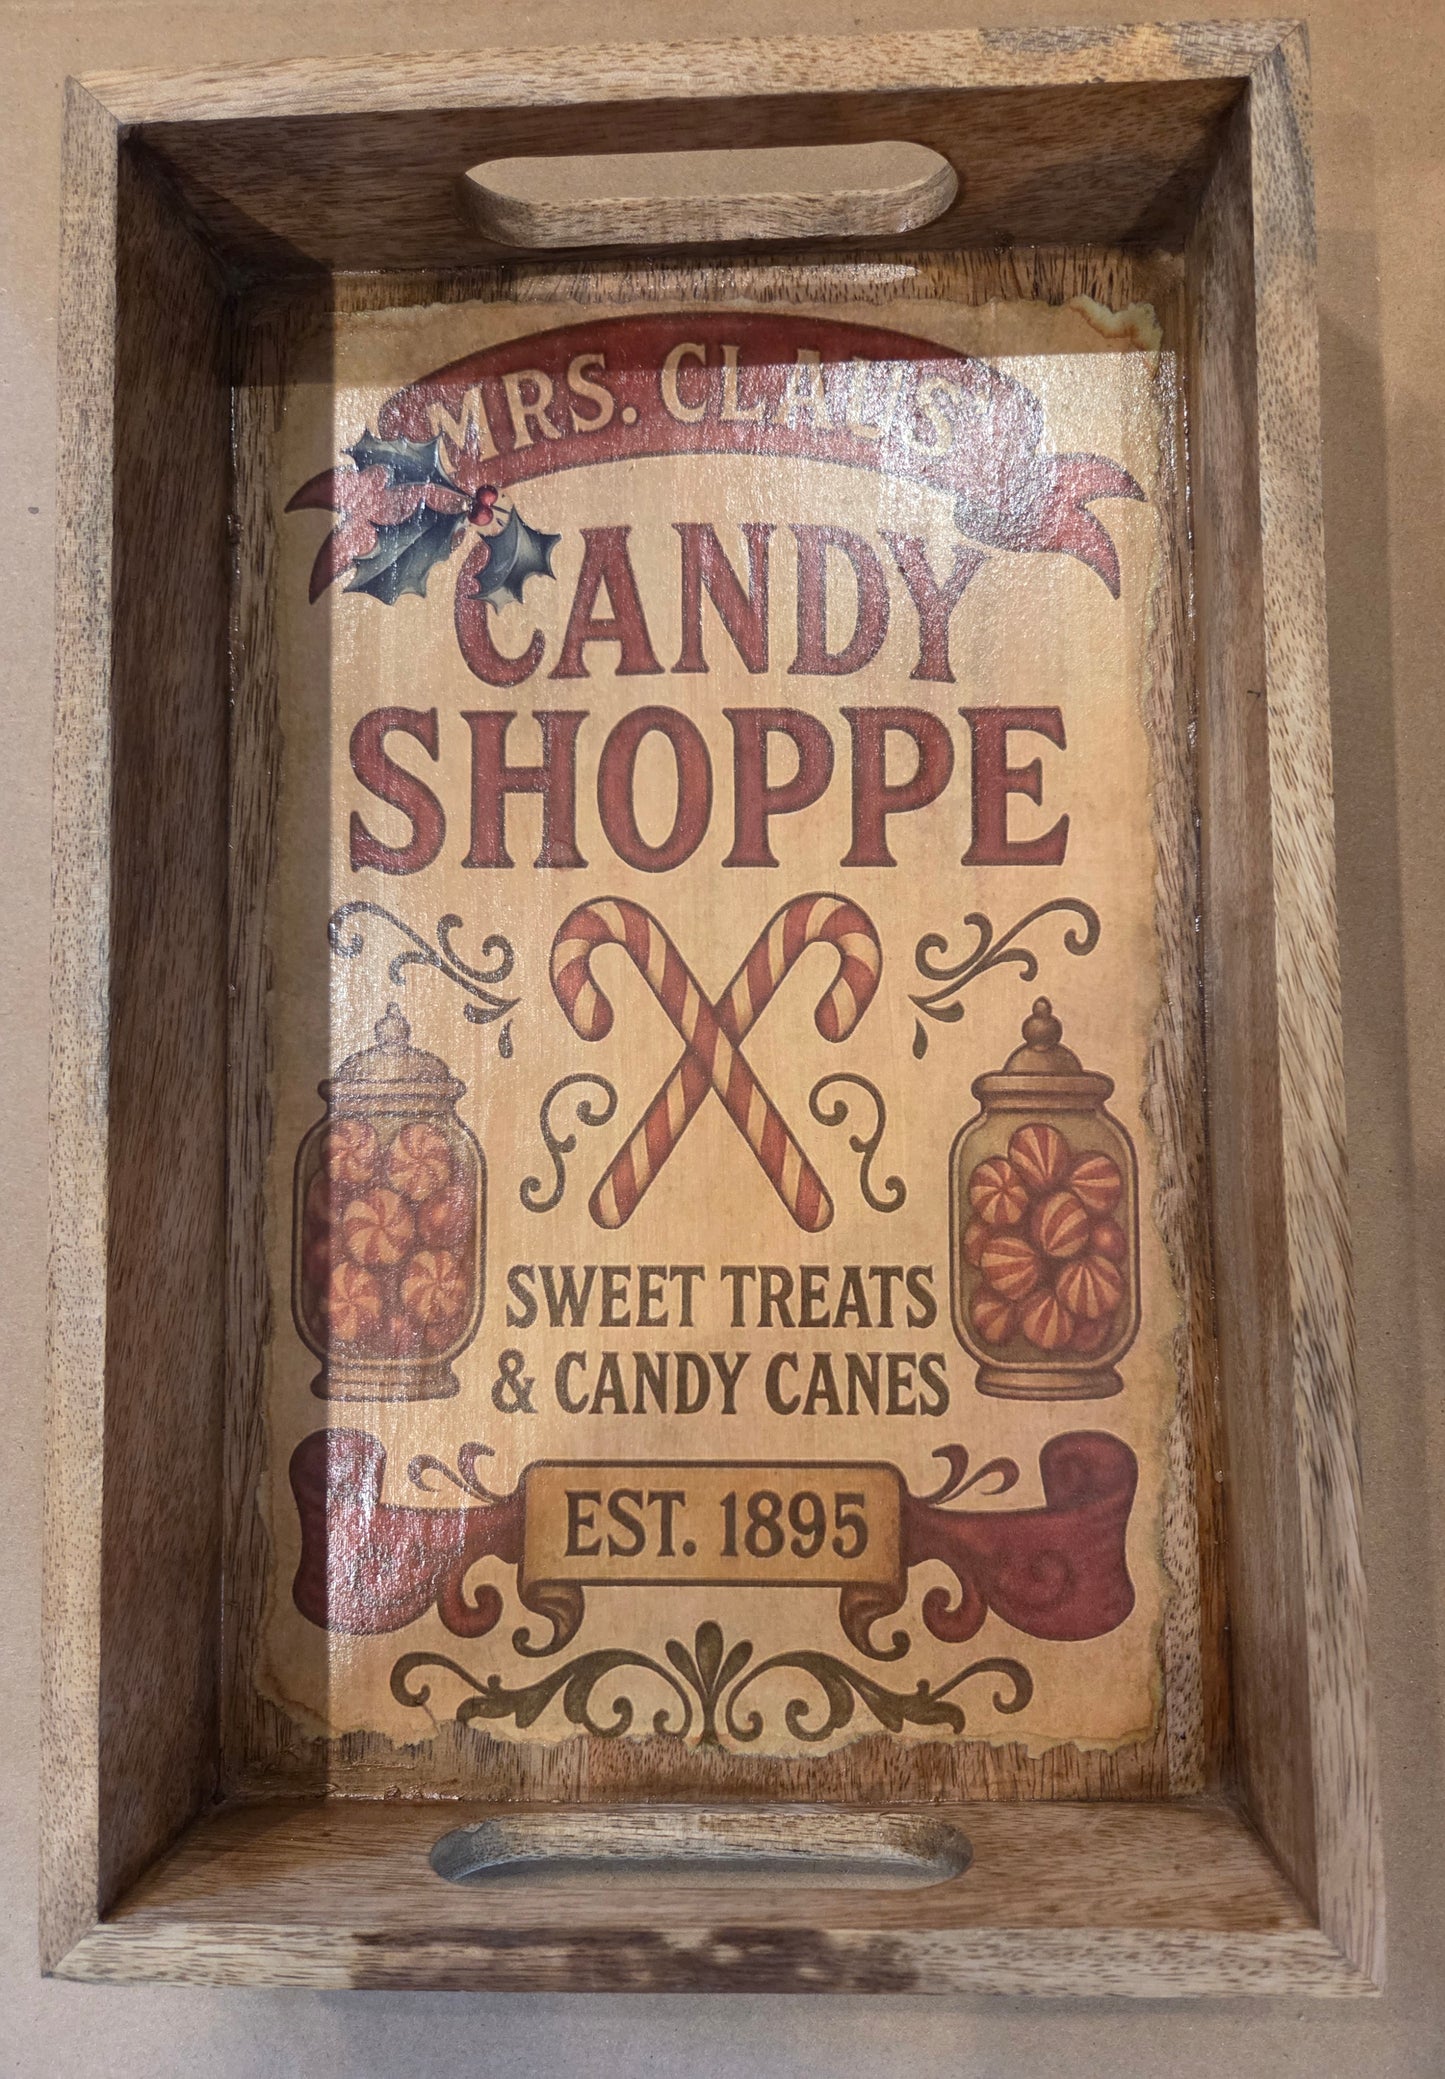 MRS. CLAUS'
CANDY
SHOPPE
SWEET TREATS
& CANDY CANES
EST. 1895